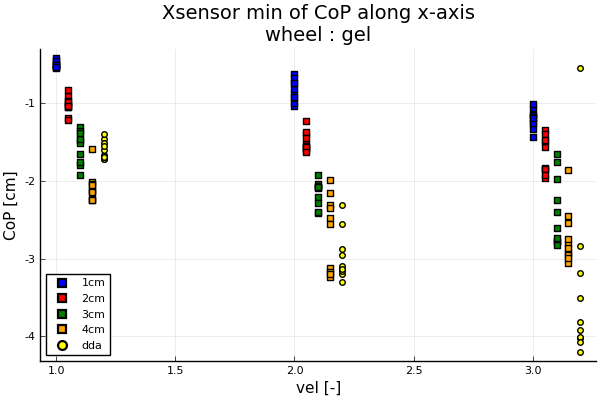 Xsensor min of CoP along x-axis
wheel : gel
CoP [cm]
-1
-2
-3
-4
1cm
2cm
3cm
4cm
dda
1.0 1.5 2.0 2.5 3.0
vel [-]